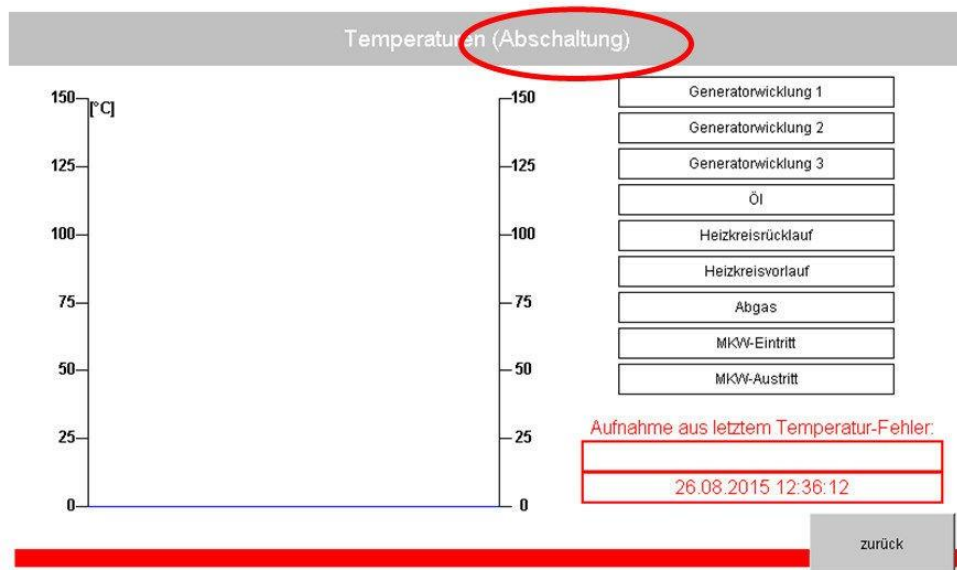 Temperaturen (Abschaltung)
[°C]
150
125
100
75
50
25
0
150
125
100
75
50
25
0
Generatorwicklung 1
Generatorwicklung 2
Generatorwicklung 3
Öl
Heizkreisrücklauf
Heizkreisvorlauf
Abgas
MKW-Eintritt
MKW-Austritt
Aufnahme aus letztem Temperatur-Fehler:
26.08.2015 12:36:12
zurück